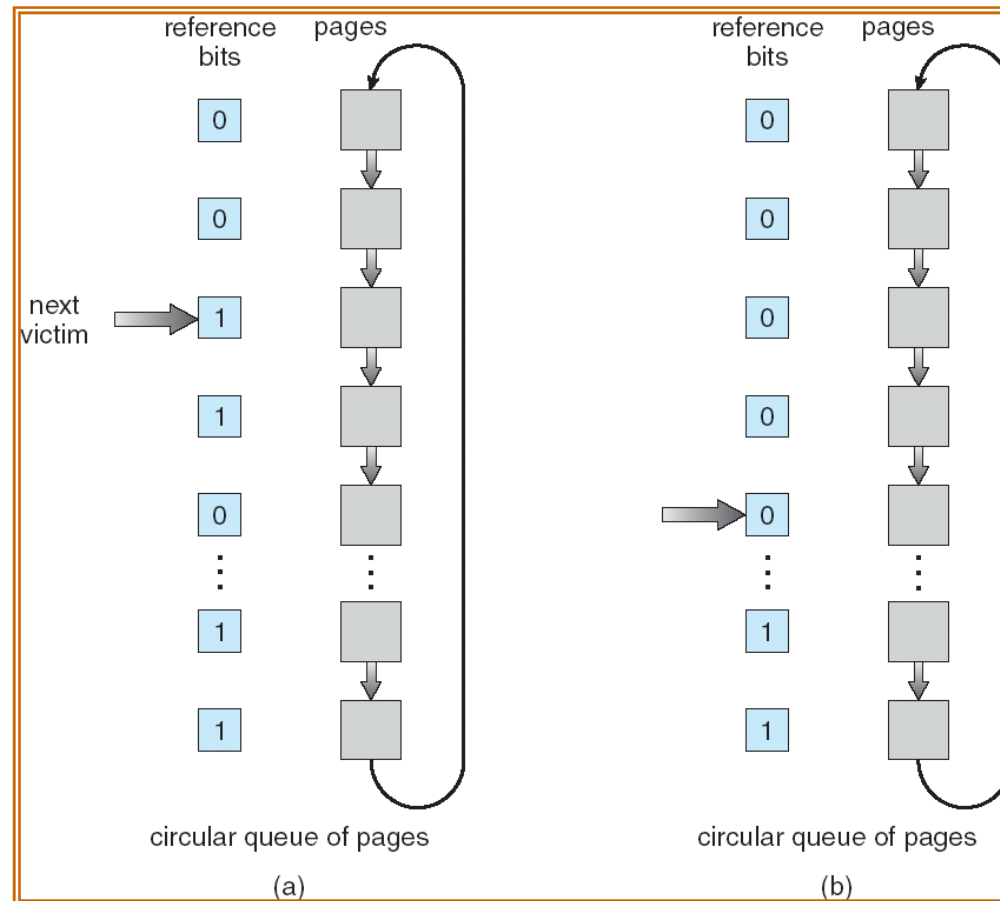 reference
bits
pages
0
0
next
victim
1
1
0
1
1
circular queue of pages
(a)
reference
bits
pages
0
0
0
0
0
1
1
circular queue of pages
(b)